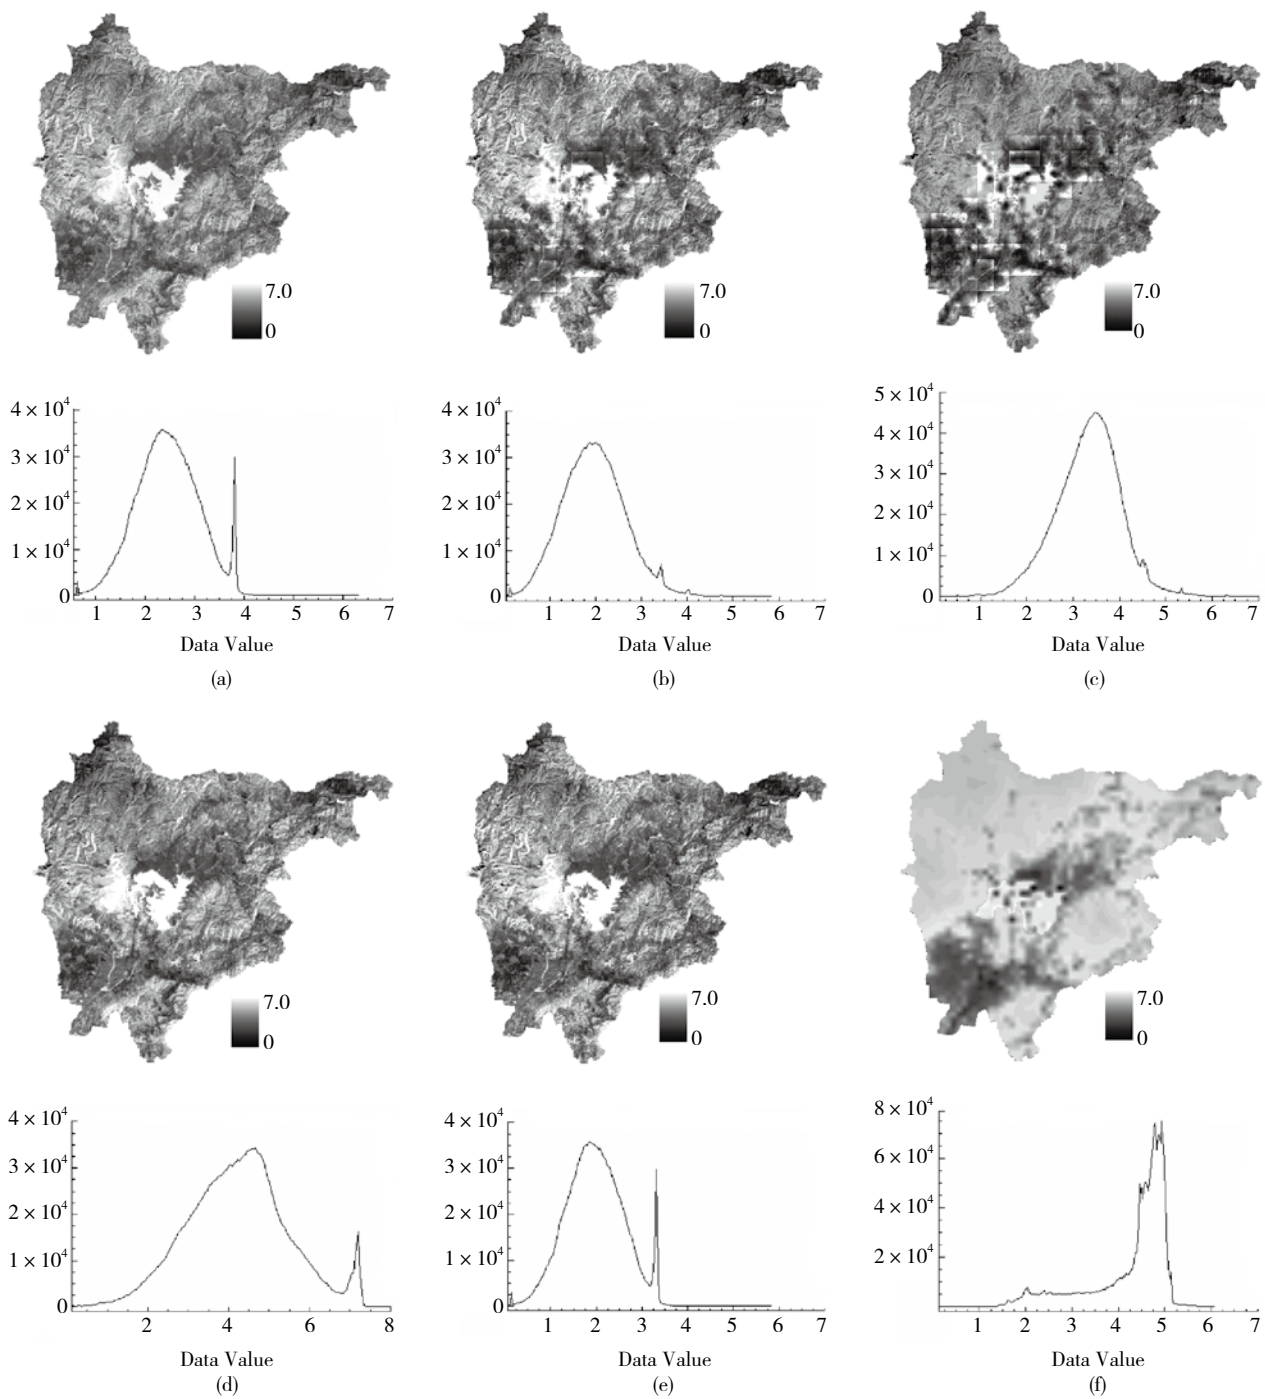 7.0 7.0 7.0
0 0 0
4 × 10⁴ 4 × 10⁴ 5 × 10⁴
3 × 10⁴ 3 × 10⁴ 4 × 10⁴
2 × 10⁴ 2 × 10⁴ 3 × 10⁴
1 × 10⁴ 1 × 10⁴ 2 × 10⁴
0 0 1 × 10⁴
0
1 2 3 4 5 6 7 1 2 3 4 5 6 7 1 2 3 4 5 6 7
Data Value Data Value Data Value
(a) (b) (c)
7.0 7.0 7.0
0 0 0
4 × 10⁴ 4 × 10⁴ 8 × 10⁴
3 × 10⁴ 3 × 10⁴ 6 × 10⁴
2 × 10⁴ 2 × 10⁴ 4 × 10⁴
1 × 10⁴ 1 × 10⁴ 2 × 10⁴
0 0
2 4 6 8 1 2 3 4 5 6 7 1 2 3 4 5 6 7
Data Value Data Value Data Value
(d) (e) (f)